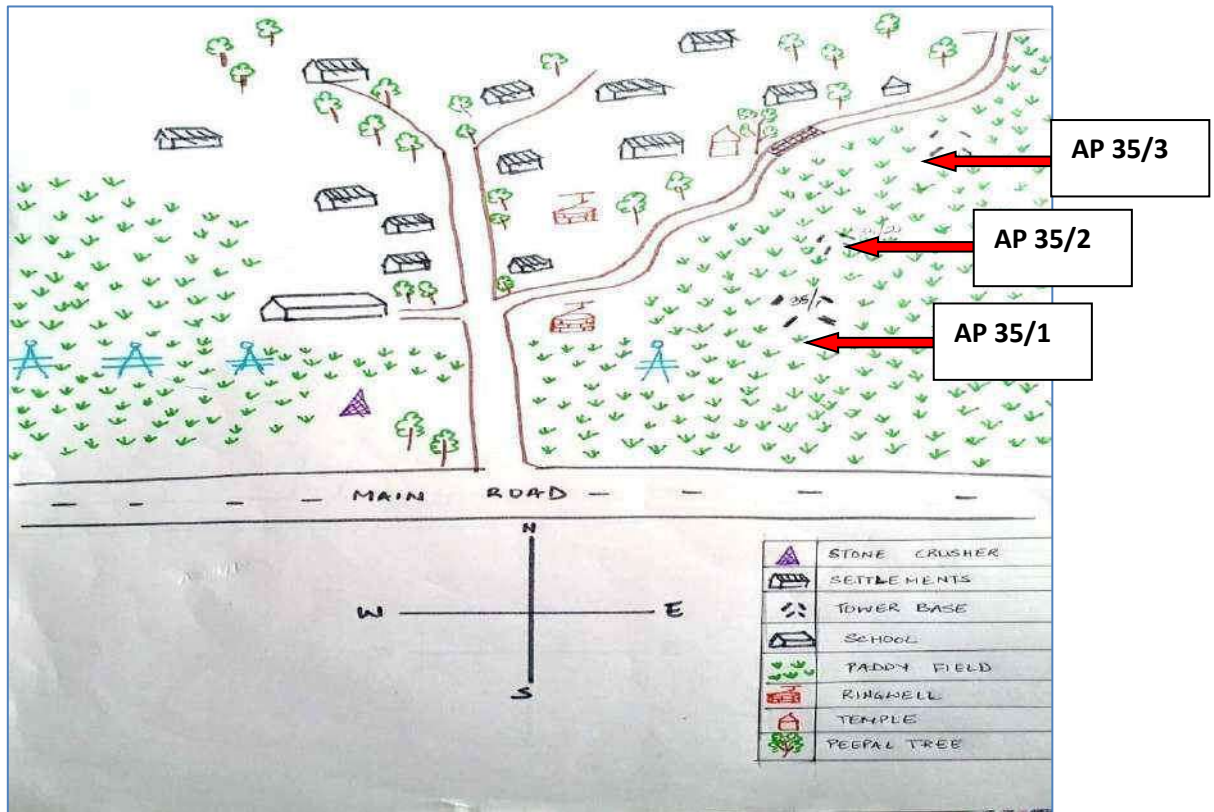 AP 35/3
AP 35/2
35/1
AP 35/1
MAIN ROAD
N
W E
S
STONE CRUSHER
SETTLEMENTS
TOWER BASE
SCHOOL
PADDY FIELD
RINGWELL
TEMPLE
PEEPAL TREE